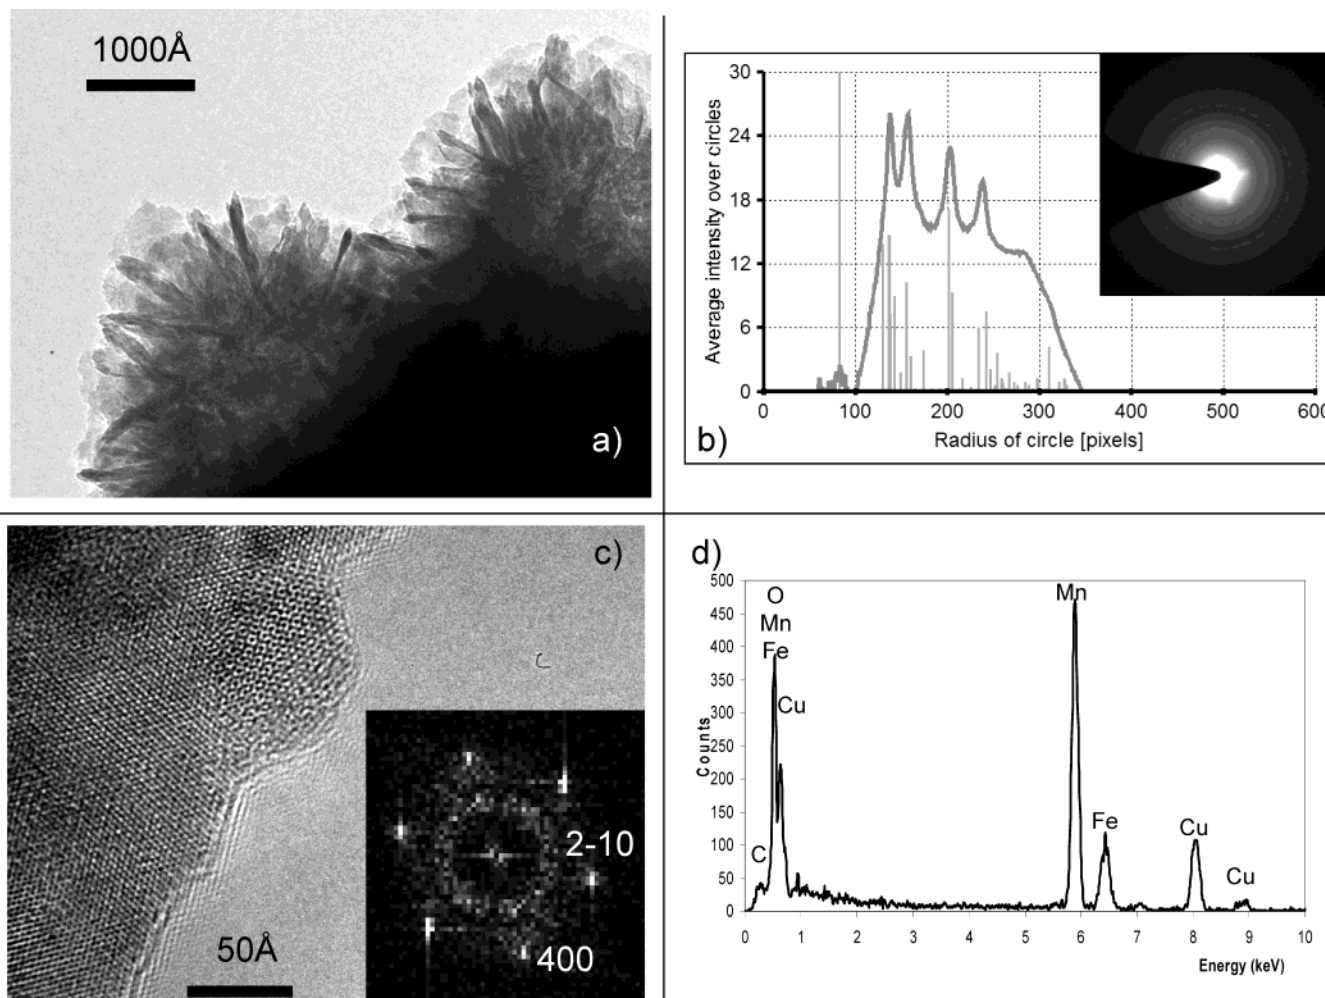 1000Å
a)
30
24
18
12
6
0
Average intensity over circles
0 100 200 300 400 500 600
Radius of circle [pixels]
b)
c)
50Å
2-10
400
d)
500
450
400
350
300
250
200
150
100
50
0
Counts
O
Mn
Fe
Cu
C
Mn
Fe
Cu
Cu
0 1 2 3 4 5 6 7 8 9 10
Energy (keV)